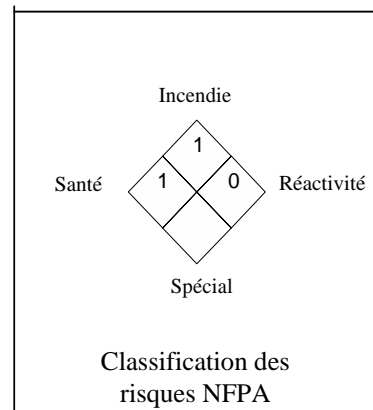 Incendie
1
Santé 1 0 Réactivité
Spécial
Classification des
risques NFPA